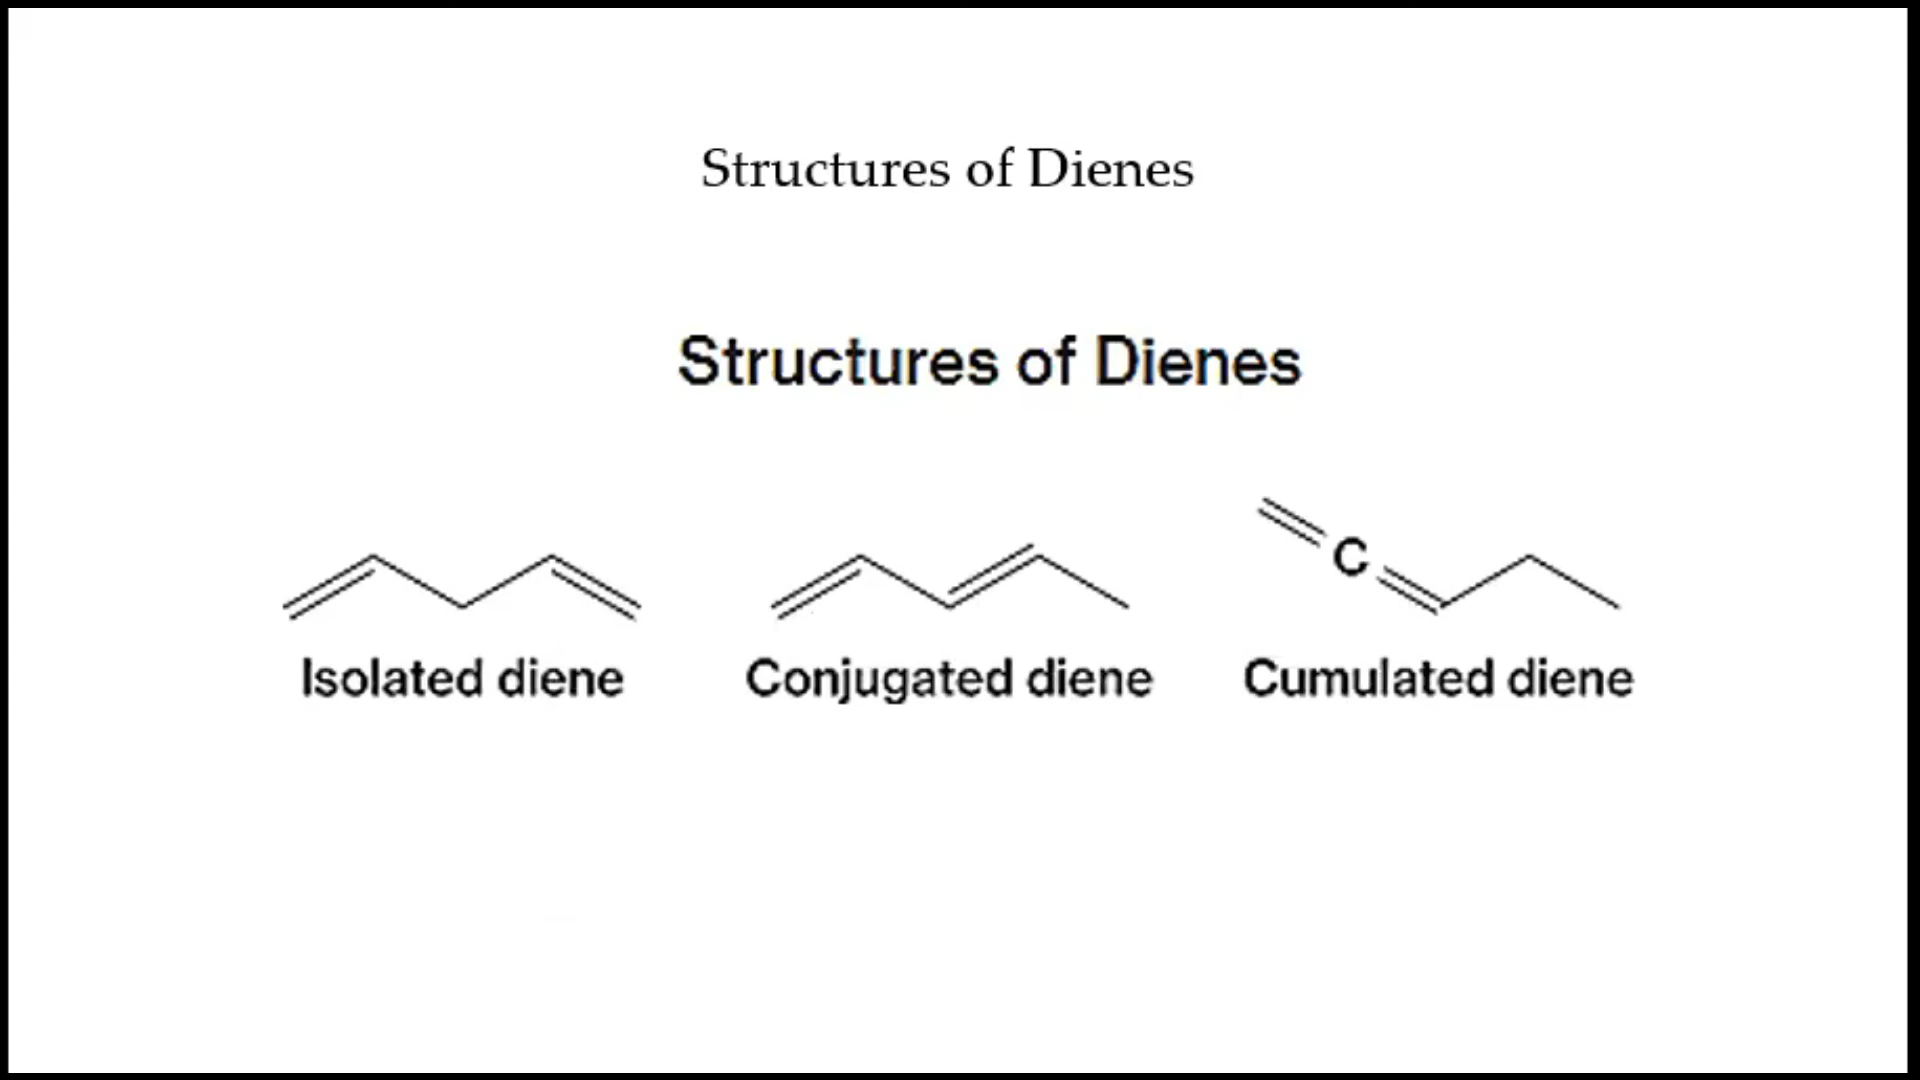 Structures of Dienes
Structures of Dienes
C
Isolated diene
Conjugated diene
Cumulated diene